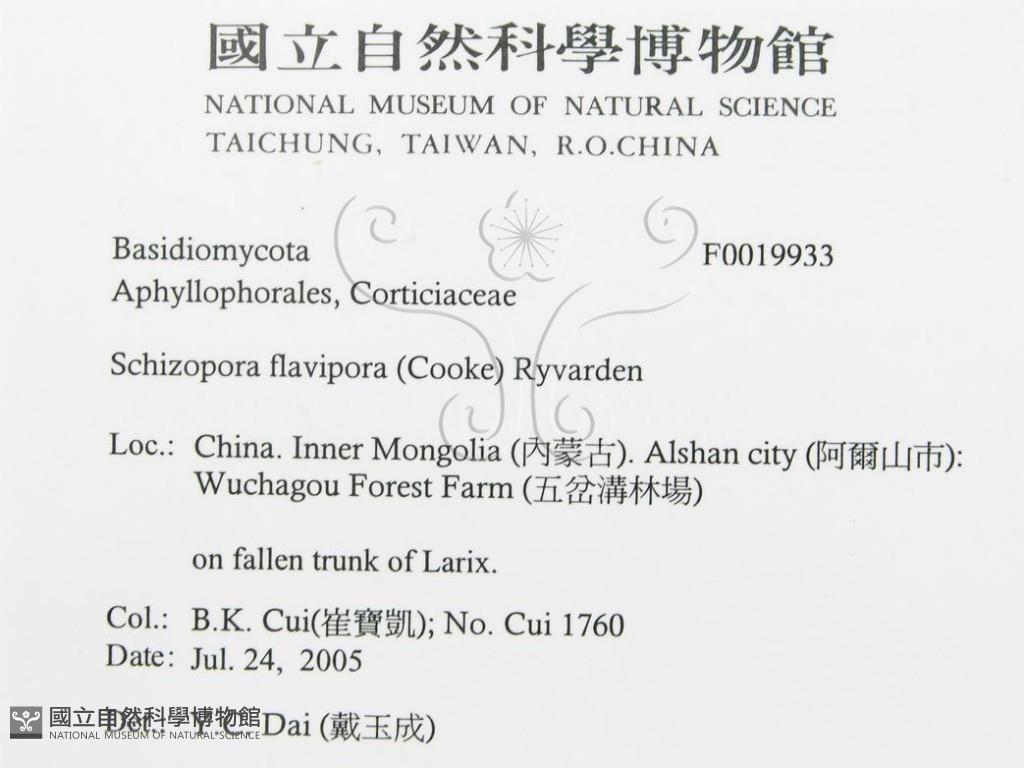 國立自然科學博物館
NATIONAL MUSEUM OF NATURAL SCIENCE
TAICHUNG, TAIWAN, R.O.CHINA
Basidiomycota F0019933
Aphyllophorales, Corticiaceae
Schizopora flavipora (Cooke) Ryvarden
Loc.: China. Inner Mongolia (內蒙古). Alshan city (阿爾山市):
Wuchagou Forest Farm (五岔溝林場)
on fallen trunk of Larix.
Col.: B.K. Cui(崔寶凱); No. Cui 1760
Date: Jul. 24, 2005
Det.: Y.C. Dai (戴玉成)
國立自然科學博物館
NATIONAL MUSEUM OF NATURAL SCIENCE